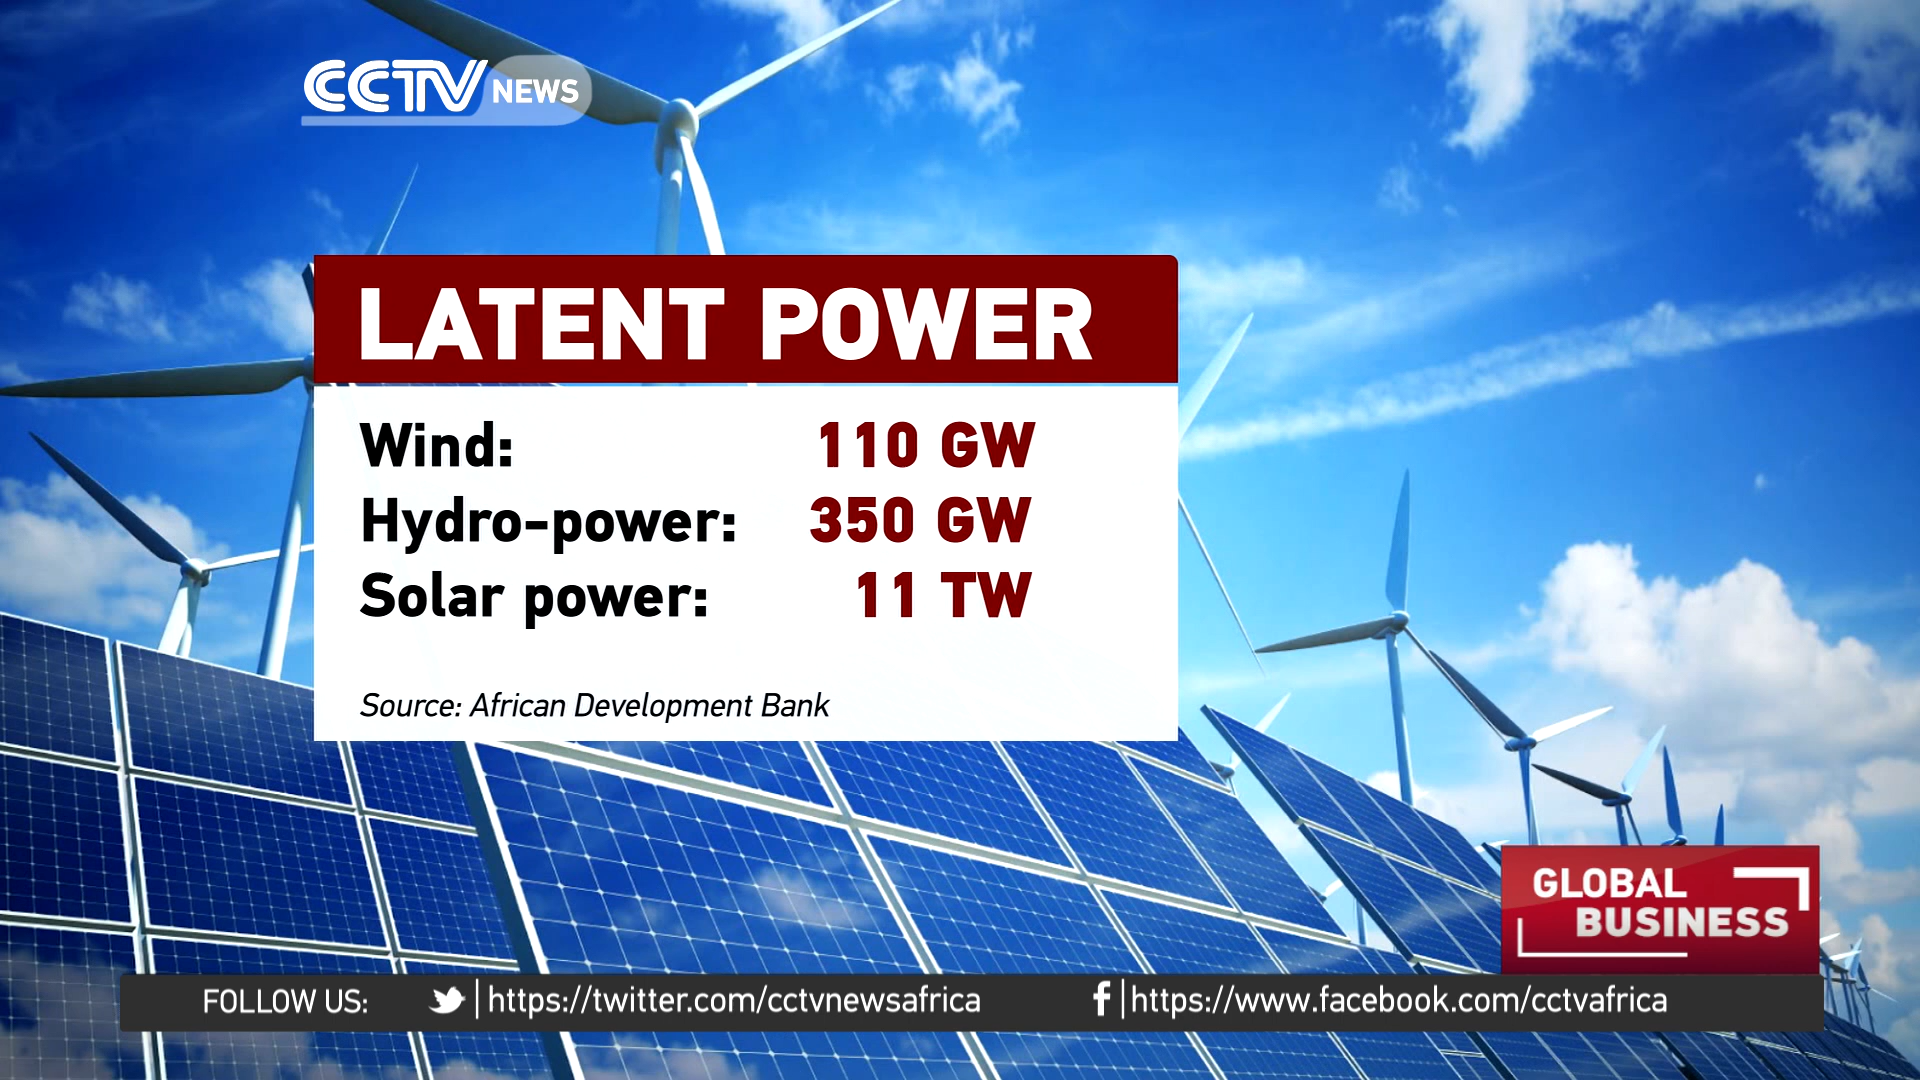 CCTV NEWS
LATENT POWER
Wind: 110 GW
Hydro-power: 350 GW
Solar power: 11 TW
Source: African Development Bank
GLOBAL
BUSINESS
FOLLOW US: | https://twitter.com/cctvnewsafrica f | https://www.facebook.com/cctvafrica